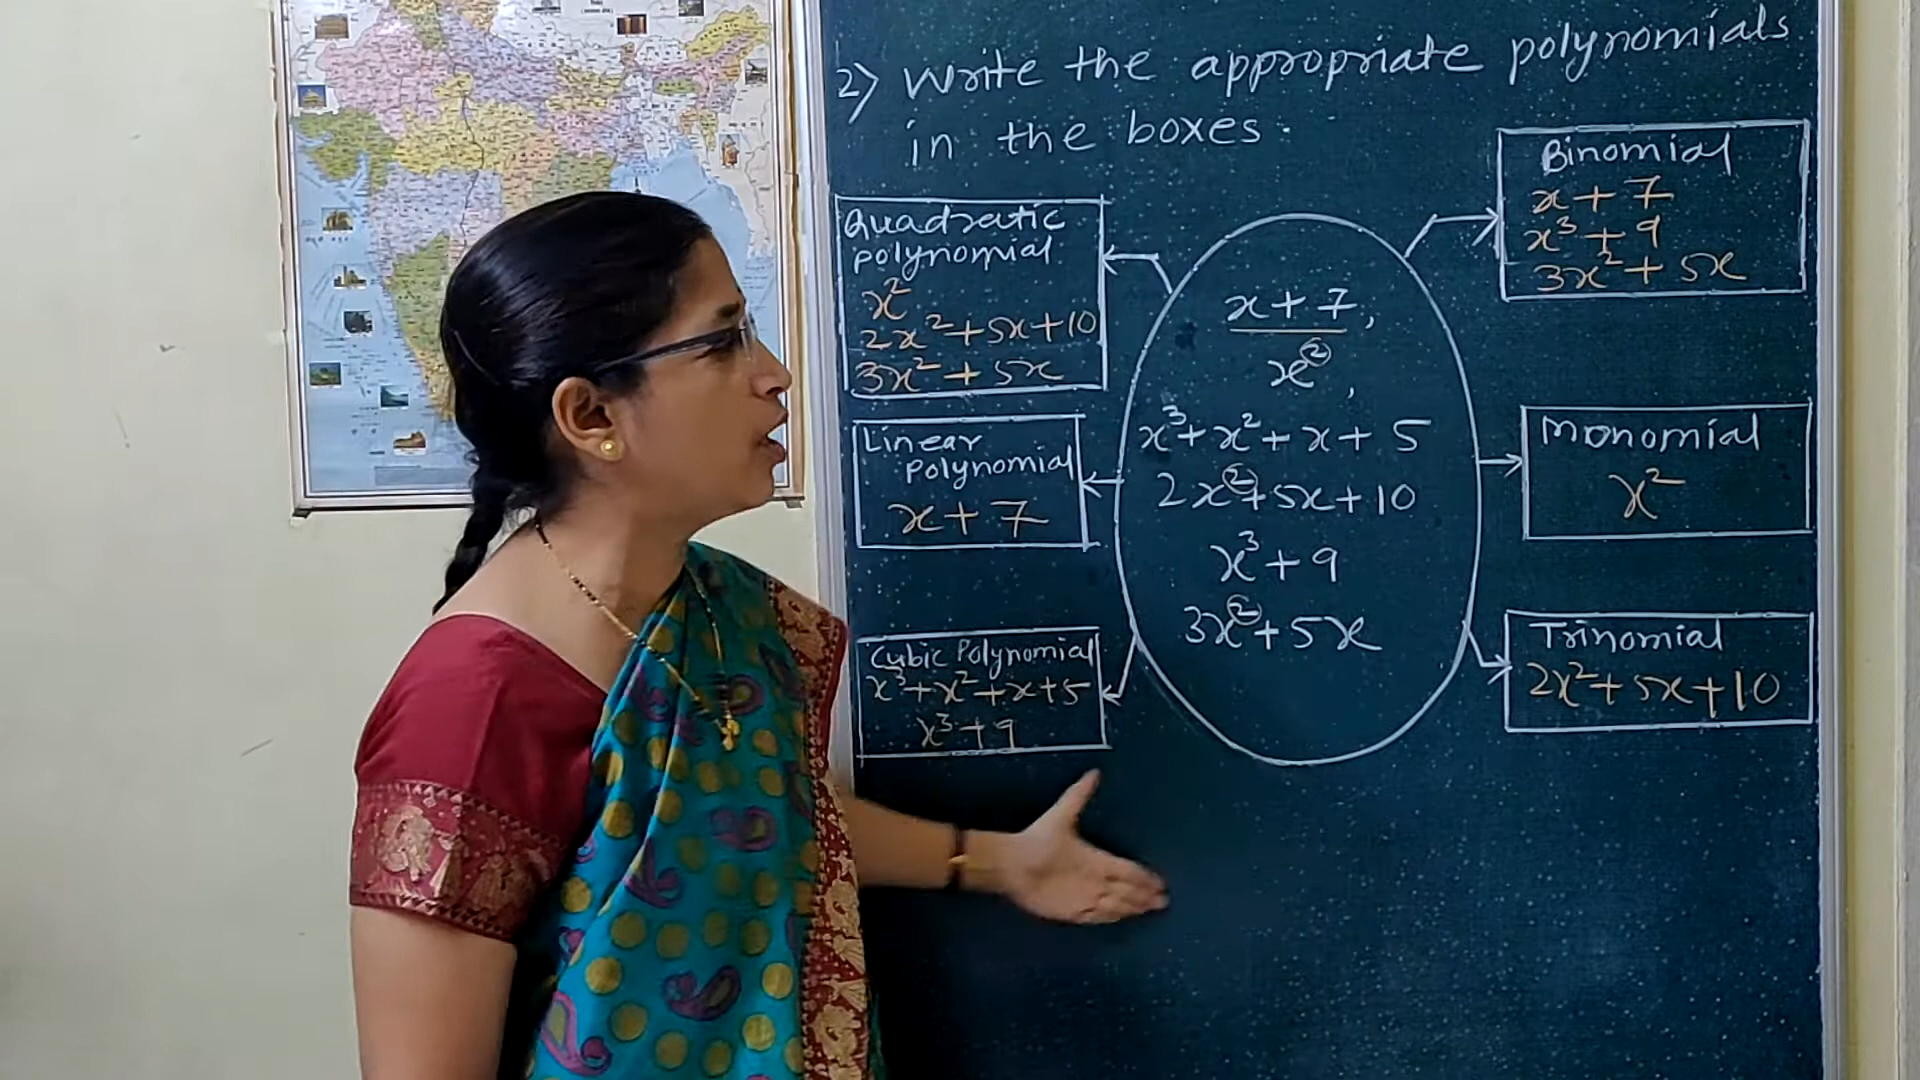 2) Write the appropriate polynomials
in the boxes.
Quadratic
polynomial
x²
2x²+5x+10
3x²+5x
Linear
polynomial
x+7
Cubic Polynomial
x³+x²+x+5
x³+9
x+7,
x²,
x³+x²+x+5
2x²+5x+10
x³+9
3x²+5x
Binomial
x+7
x³+9
3x²+5x
Monomial
x²
Trinomial
2x²+5x+10